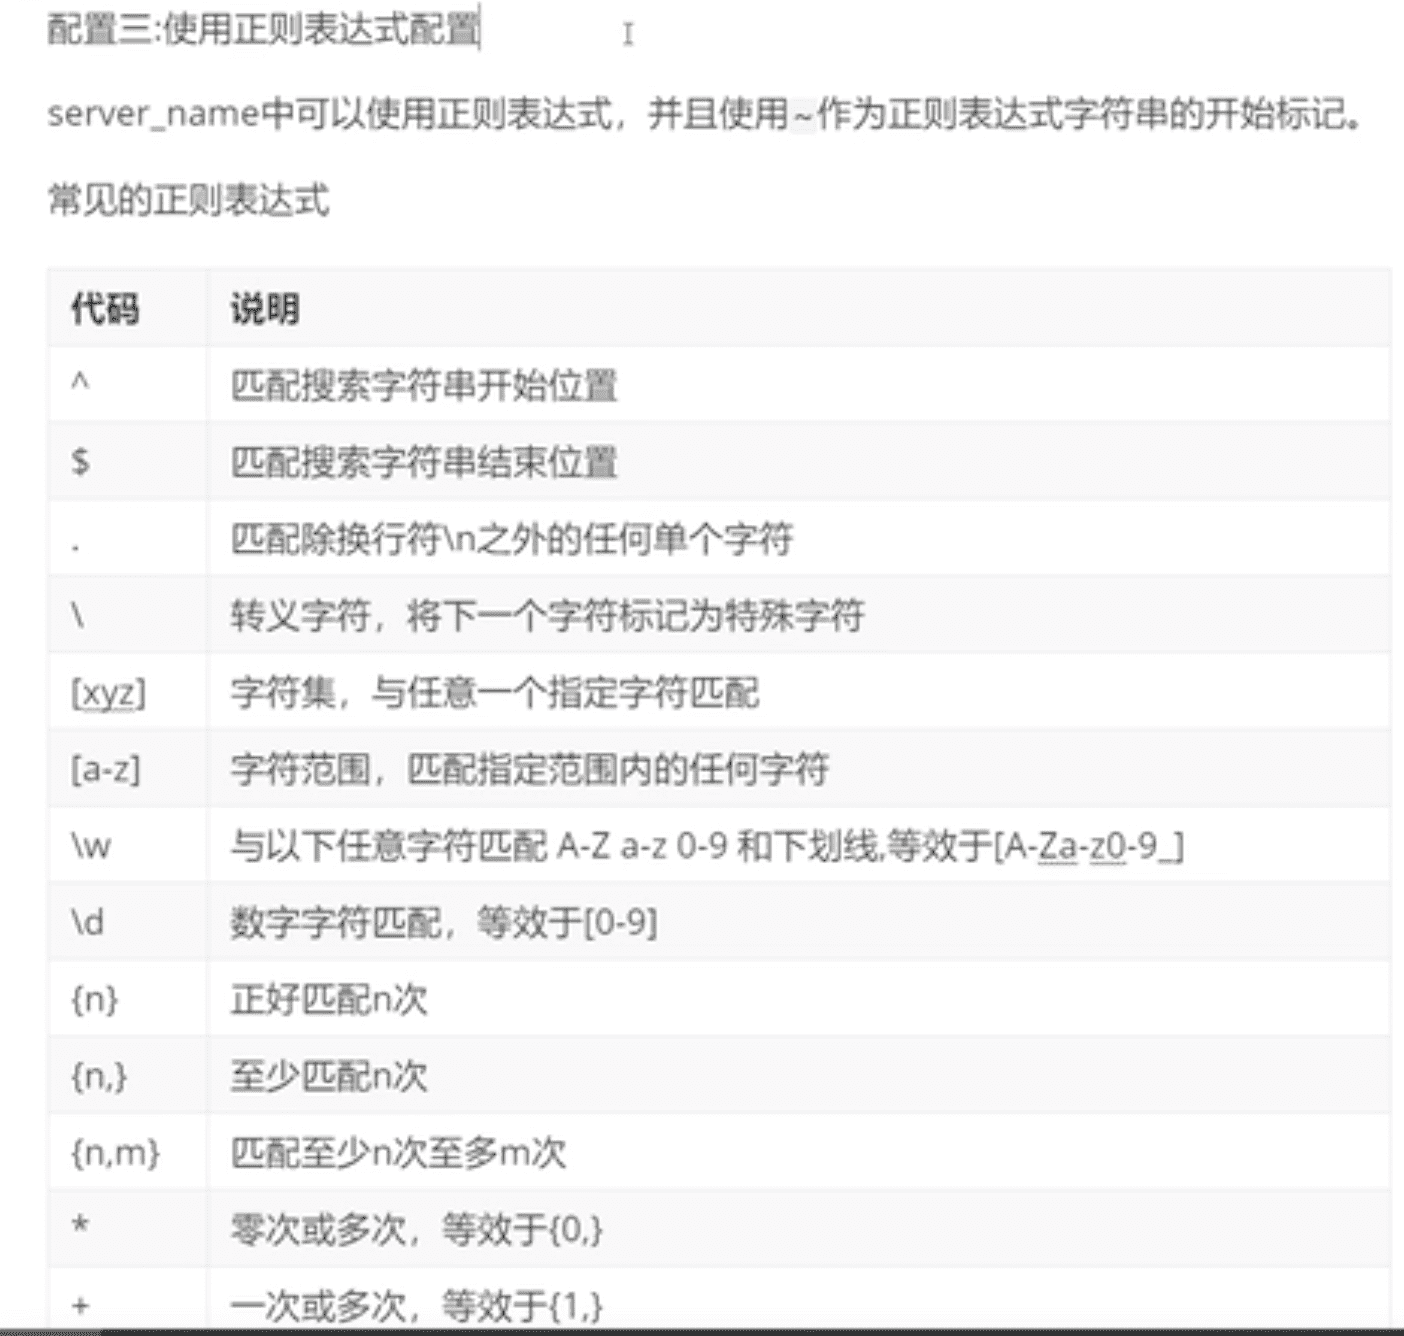 配置三:使用正则表达式配置
server_name中可以使用正则表达式，并且使用~作为正则表达式字符串的开始标记。
常见的正则表达式
代码 说明
^ 匹配搜索字符串开始位置
$ 匹配搜索字符串结束位置
. 匹配除换行符\n之外的任何单个字符
\ 转义字符，将下一个字符标记为特殊字符
[xyz] 字符集，与任意一个指定字符匹配
[a-z] 字符范围，匹配指定范围内的任何字符
\w 与以下任意字符匹配 A-Z a-z 0-9 和下划线,等效于[A-Za-z0-9_]
\d 数字字符匹配，等效于[0-9]
{n} 正好匹配n次
{n,} 至少匹配n次
{n,m} 匹配至少n次至多m次
* 零次或多次，等效于{0,}
+ 一次或多次，等效于{1,}